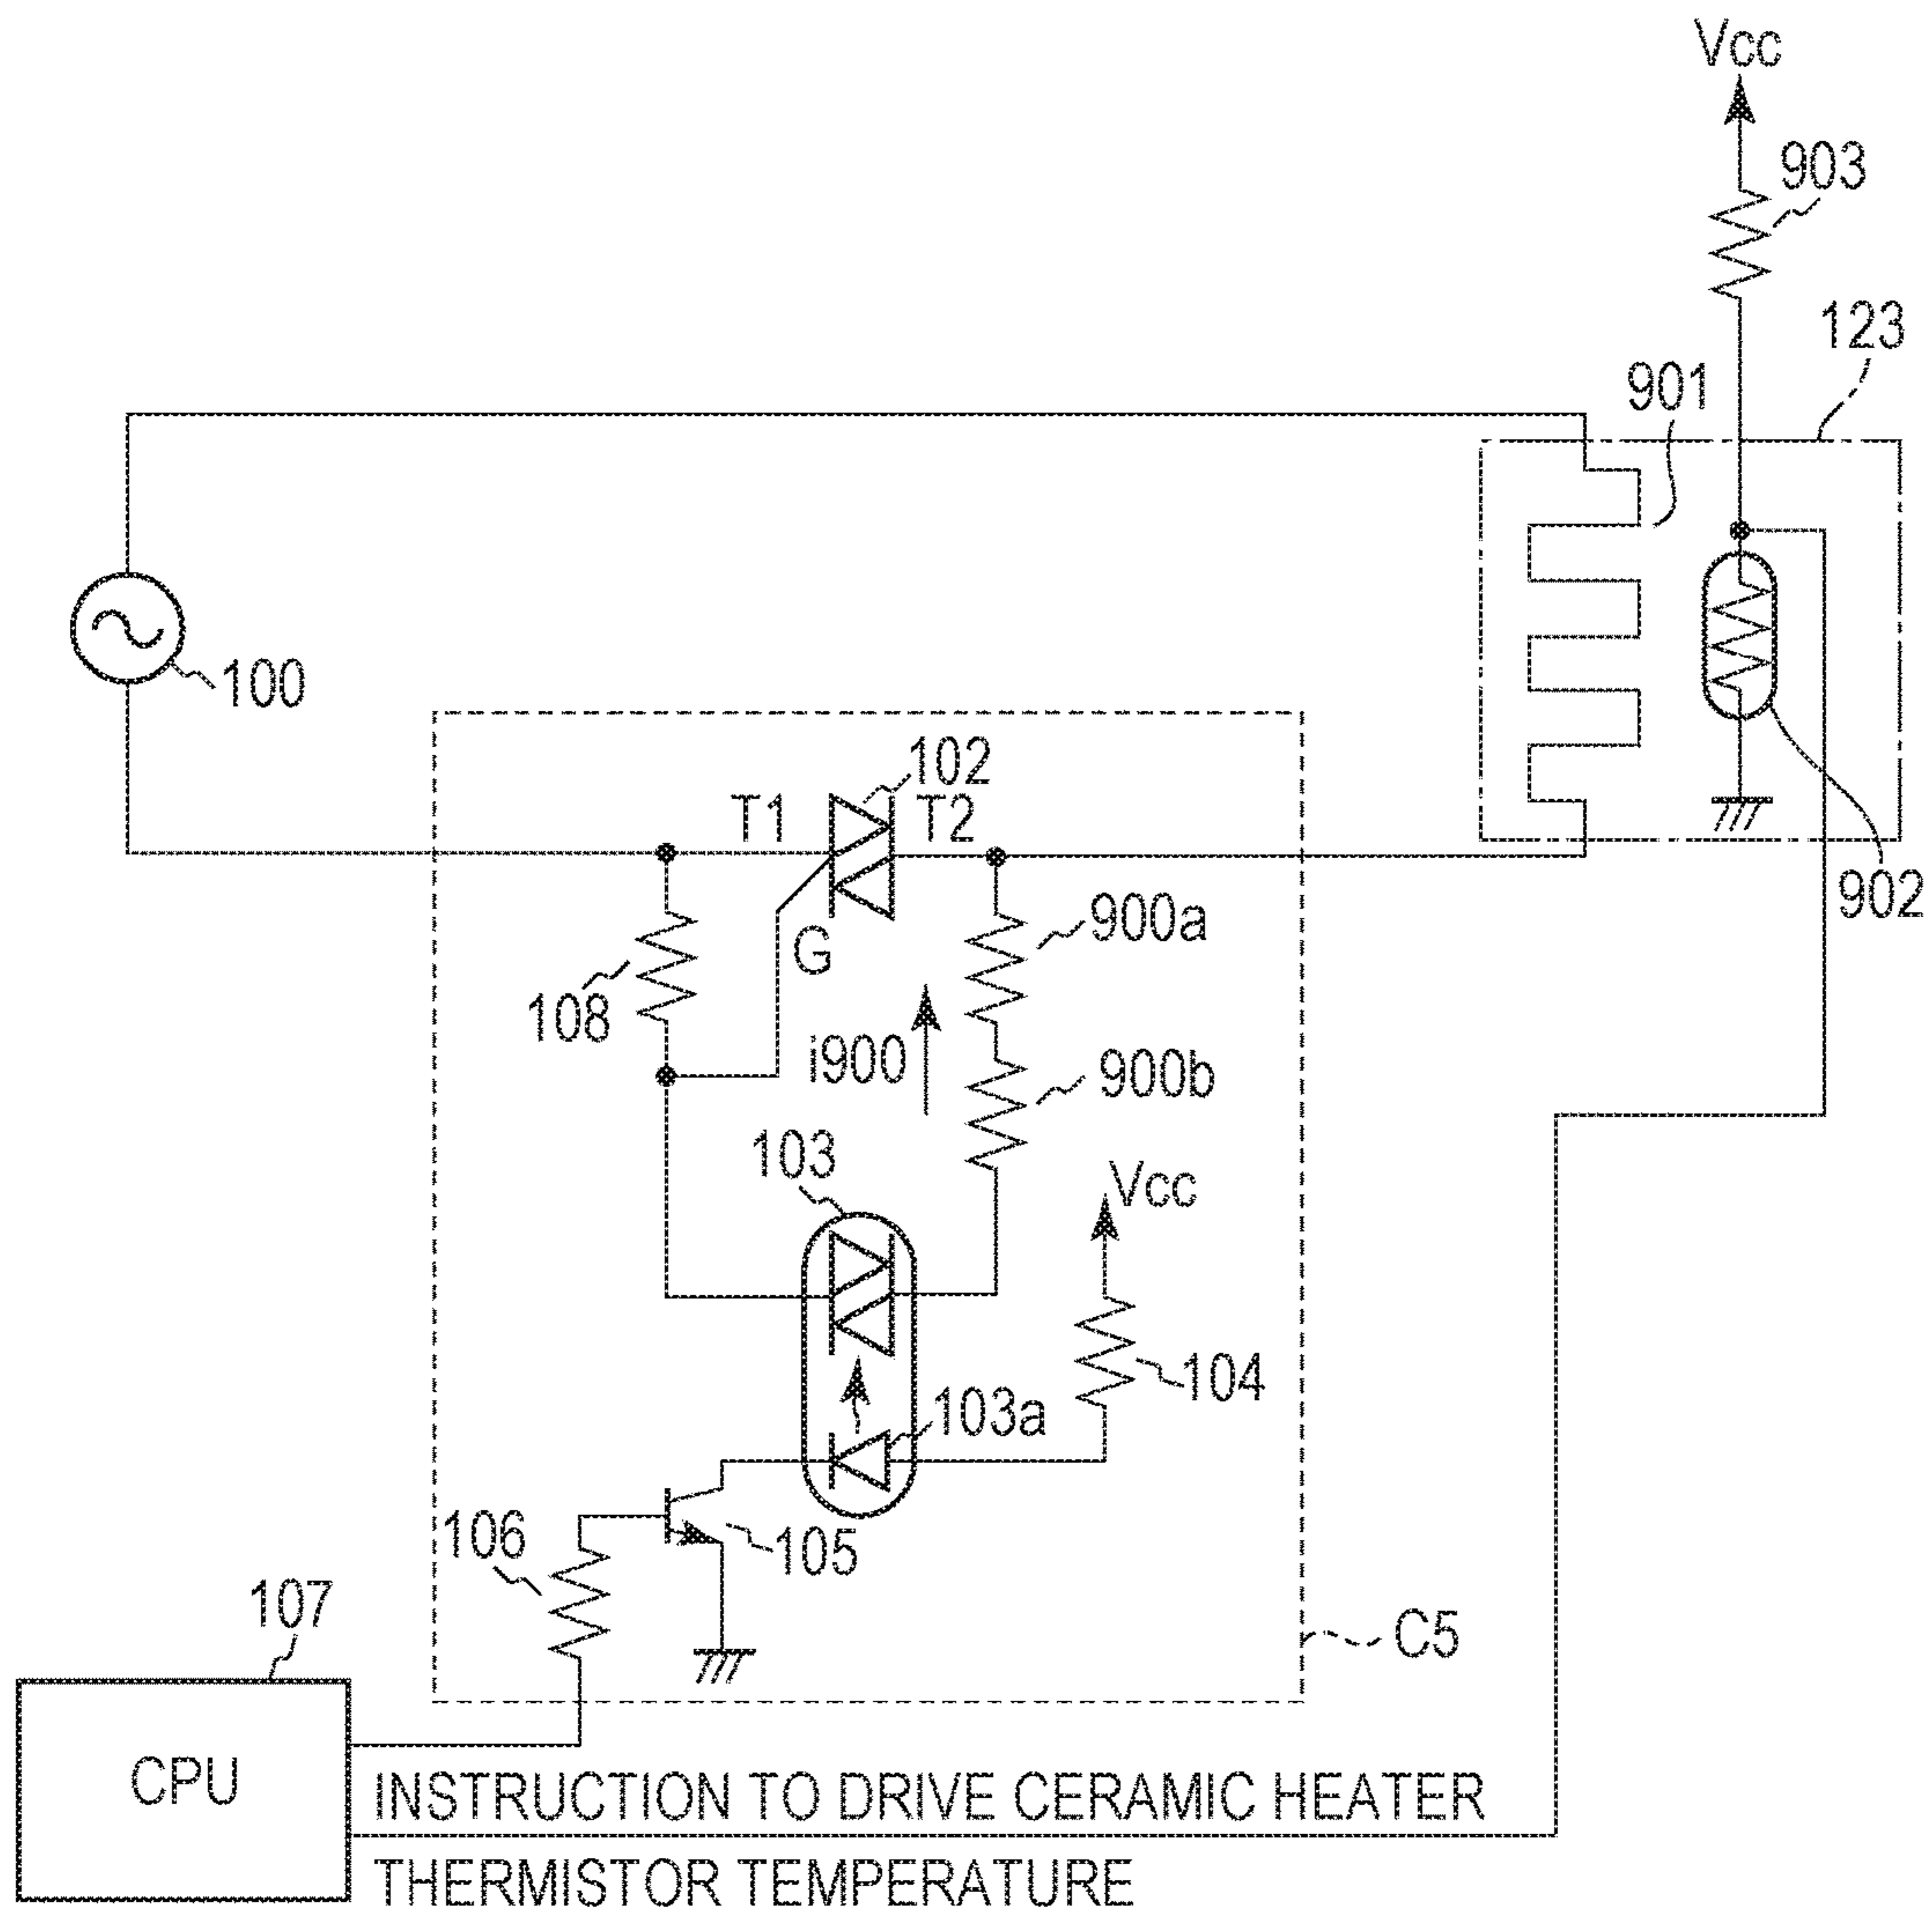 Vcc
903
123
901
100
102
T1
T2
902
900a
G
108
i900
900b
103
Vcc
104
103a
106
105
107
C5
CPU
INSTRUCTION TO DRIVE CERAMIC HEATER
THERMISTOR TEMPERATURE